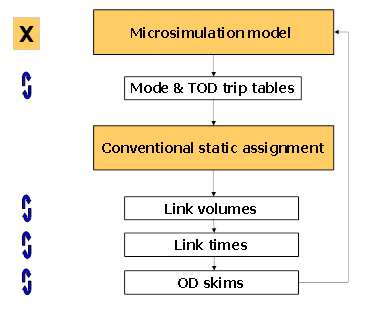 X
Microsimulation model
Mode & TOD trip tables
Conventional static assignment
Link volumes
Link times
OD skims